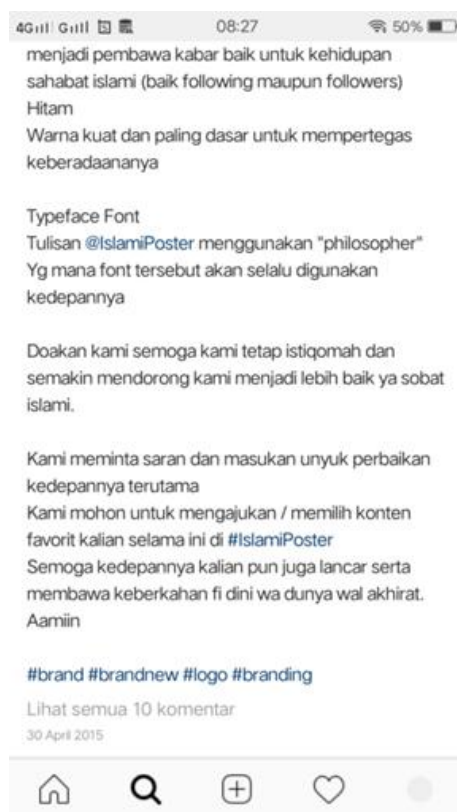 4G G 08:27 50%
menjadi pembawa kabar baik untuk kehidupan
sahabat islami (baik following maupun followers)
Hitam
Warna kuat dan paling dasar untuk mempertegas
keberadaananya
Typeface Font
Tulisan @IslamiPoster menggunakan "philosopher"
Yg mana font tersebut akan selalu digunakan
kedepannya
Doakan kami semoga kami tetap istiqomah dan
semakin mendorong kami menjadi lebih baik ya sobat
islami.
Kami meminta saran dan masukan unyuk perbaikan
kedepannya terutama
Kami mohon untuk mengajukan / memilih konten
favorit kalian selama ini di #IslamiPoster
Semoga kedepannya kalian pun juga lancar serta
membawa keberkahan fi dini wa dunya wal akhirat.
Aamiin
#brand #brandnew #logo #branding
Lihat semua 10 komentar
30 April 2015